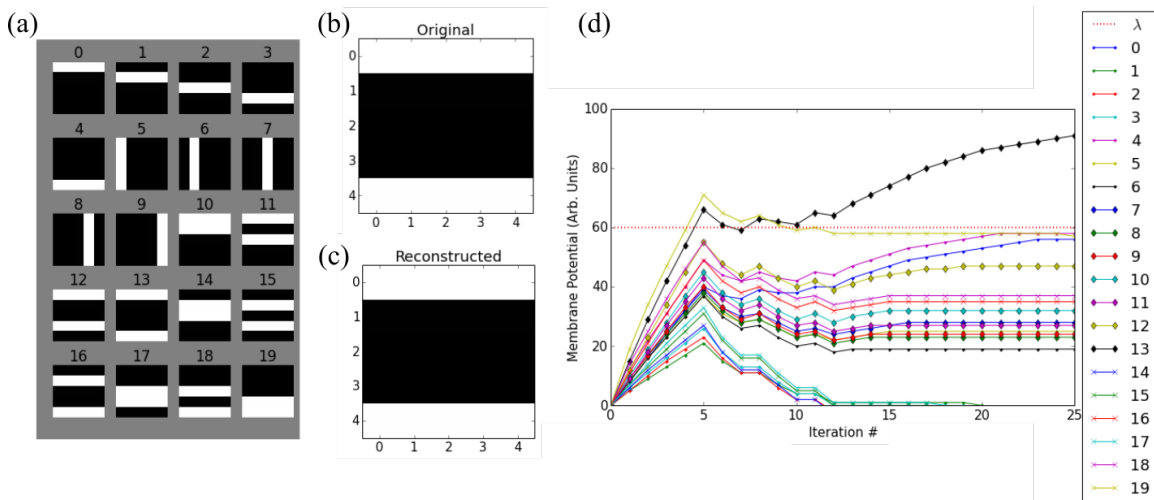 (a)
0 1 2 3
4 5 6 7
8 9 10 11
12 13 14 15
16 17 18 19
(b)
Original
0
1
2
3
4
0 1 2 3 4
(c)
Reconstructed
0
1
2
3
4
0 1 2 3 4
(d)
Membrane Potential (Arb. Units)
100
80
60
40
20
0
0 5 10 15 20 25
Iteration #
λ
0
1
2
3
4
5
6
7
8
9
10
11
12
13
14
15
16
17
18
19